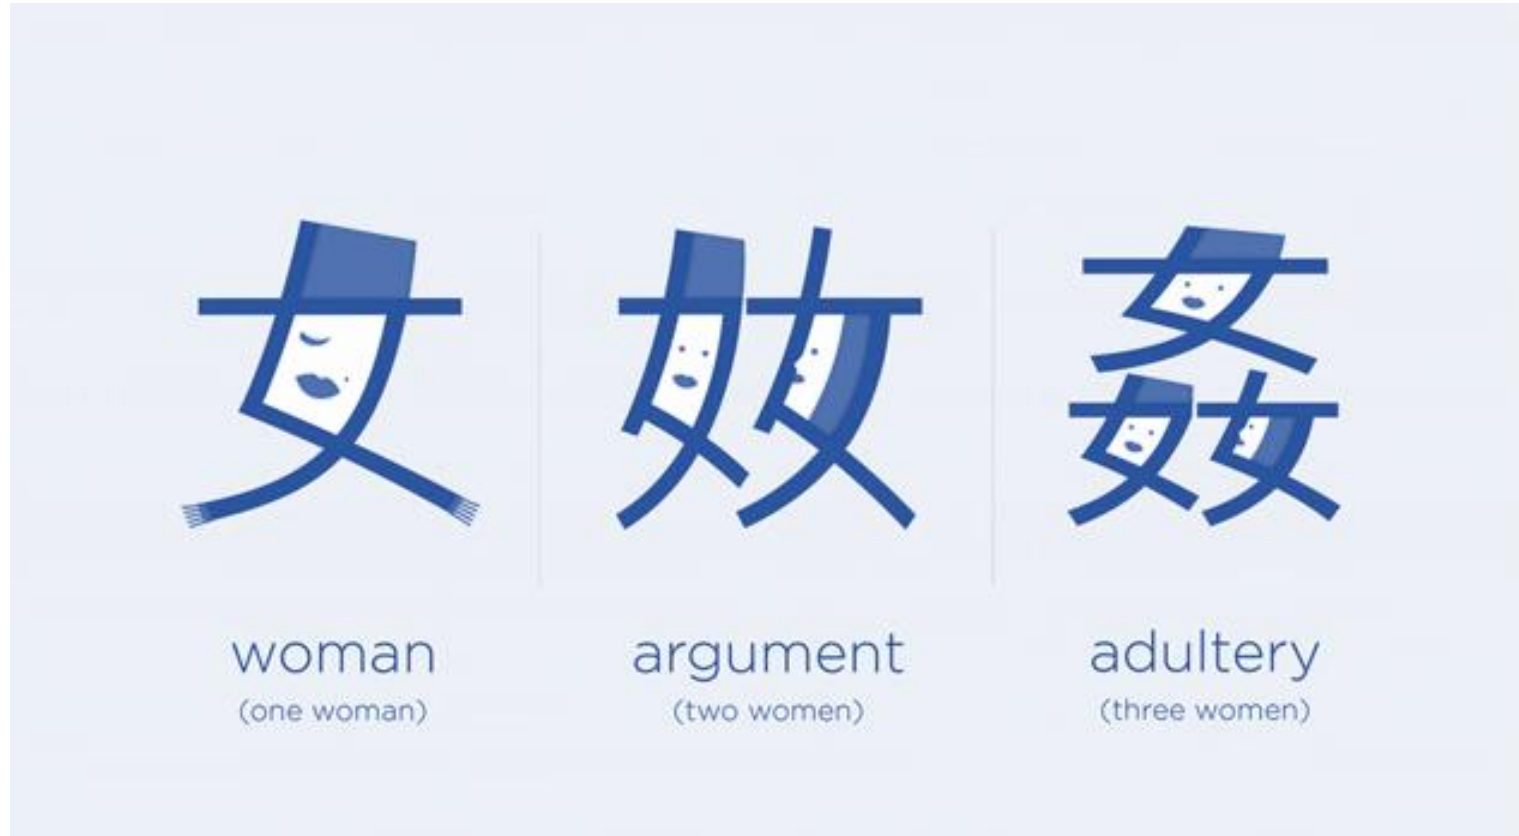 女 奻 姦
woman argument adultery
(one woman) (two women) (three women)